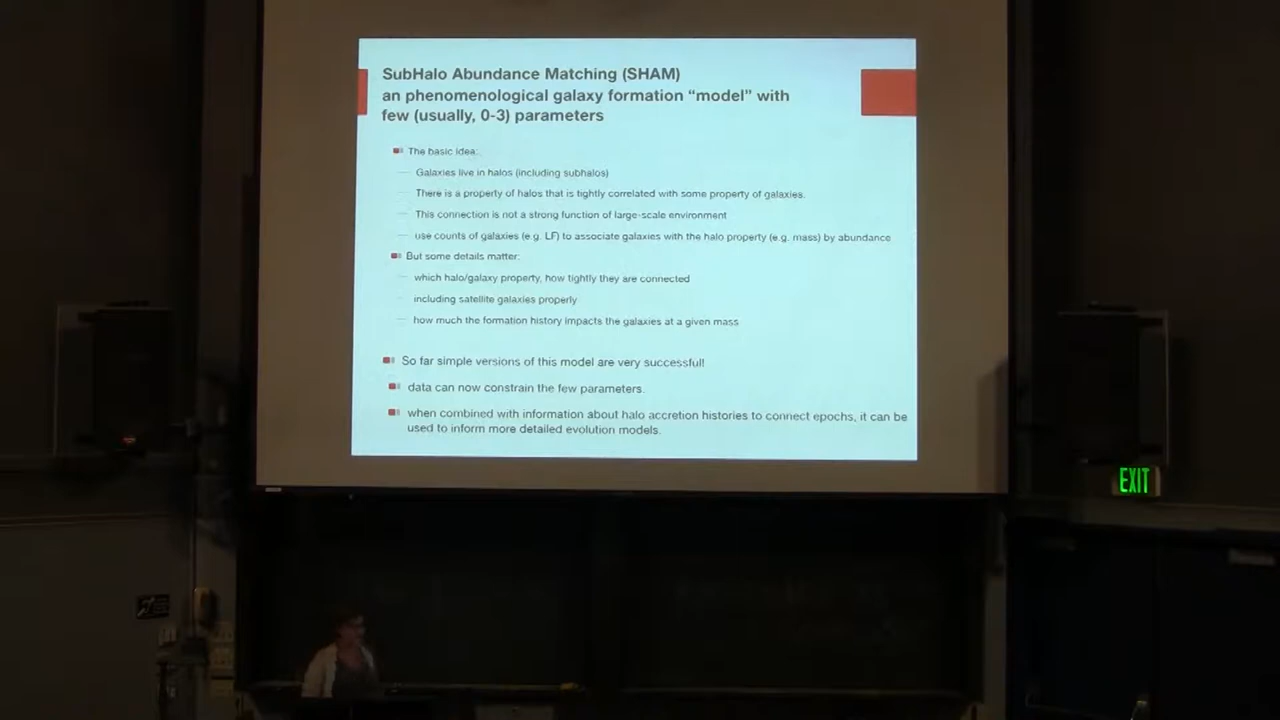 SubHalo Abundance Matching (SHAM)
an phenomenological galaxy formation “model” with
few (usually, 0-3) parameters
The basic idea:
Galaxies live in halos (including subhalos)
There is a property of halos that is tightly correlated with some property of galaxies.
This connection is not a strong function of large-scale environment
use counts of galaxies (e.g. LF) to associate galaxies with the halo property (e.g. mass) by abundance
But some details matter:
which halo/galaxy property, how tightly they are connected
including satellite galaxies properly
how much the formation history impacts the galaxies at a given mass
So far simple versions of this model are very successful!
data can now constrain the few parameters.
when combined with information about halo accretion histories to connect epochs, it can be
used to inform more detailed evolution models.
EXIT